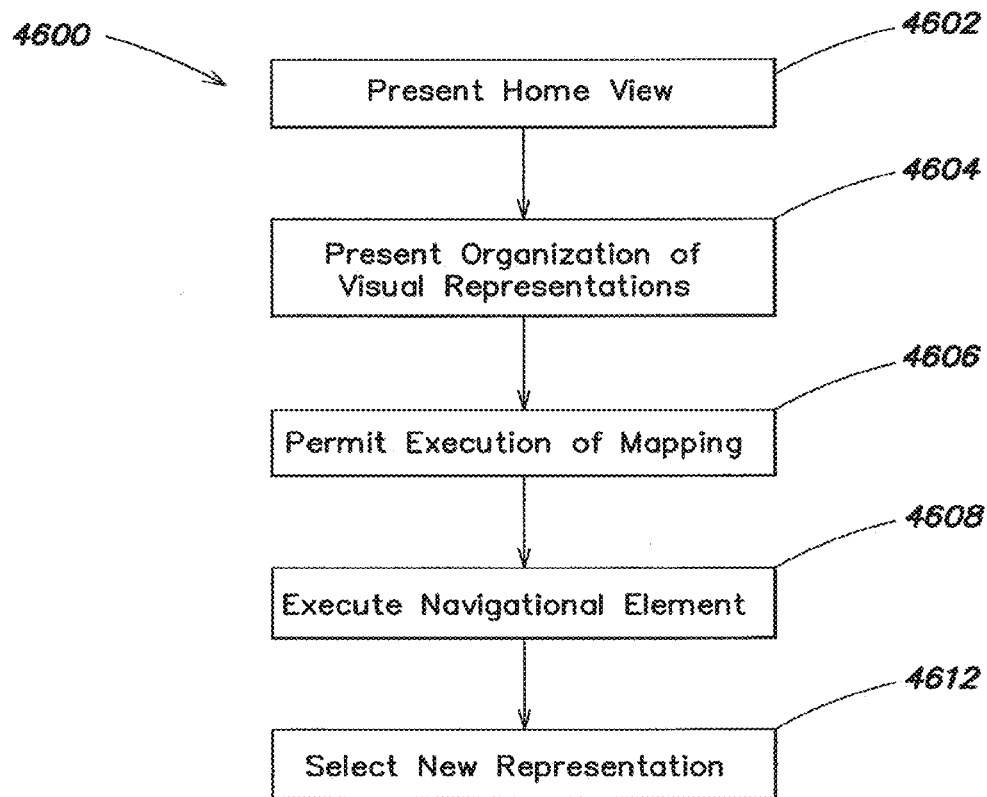 4600
4602
Present Home View
4604
Present Organization of
Visual Representations
4606
Permit Execution of Mapping
4608
Execute Navigational Element
4612
Select New Representation